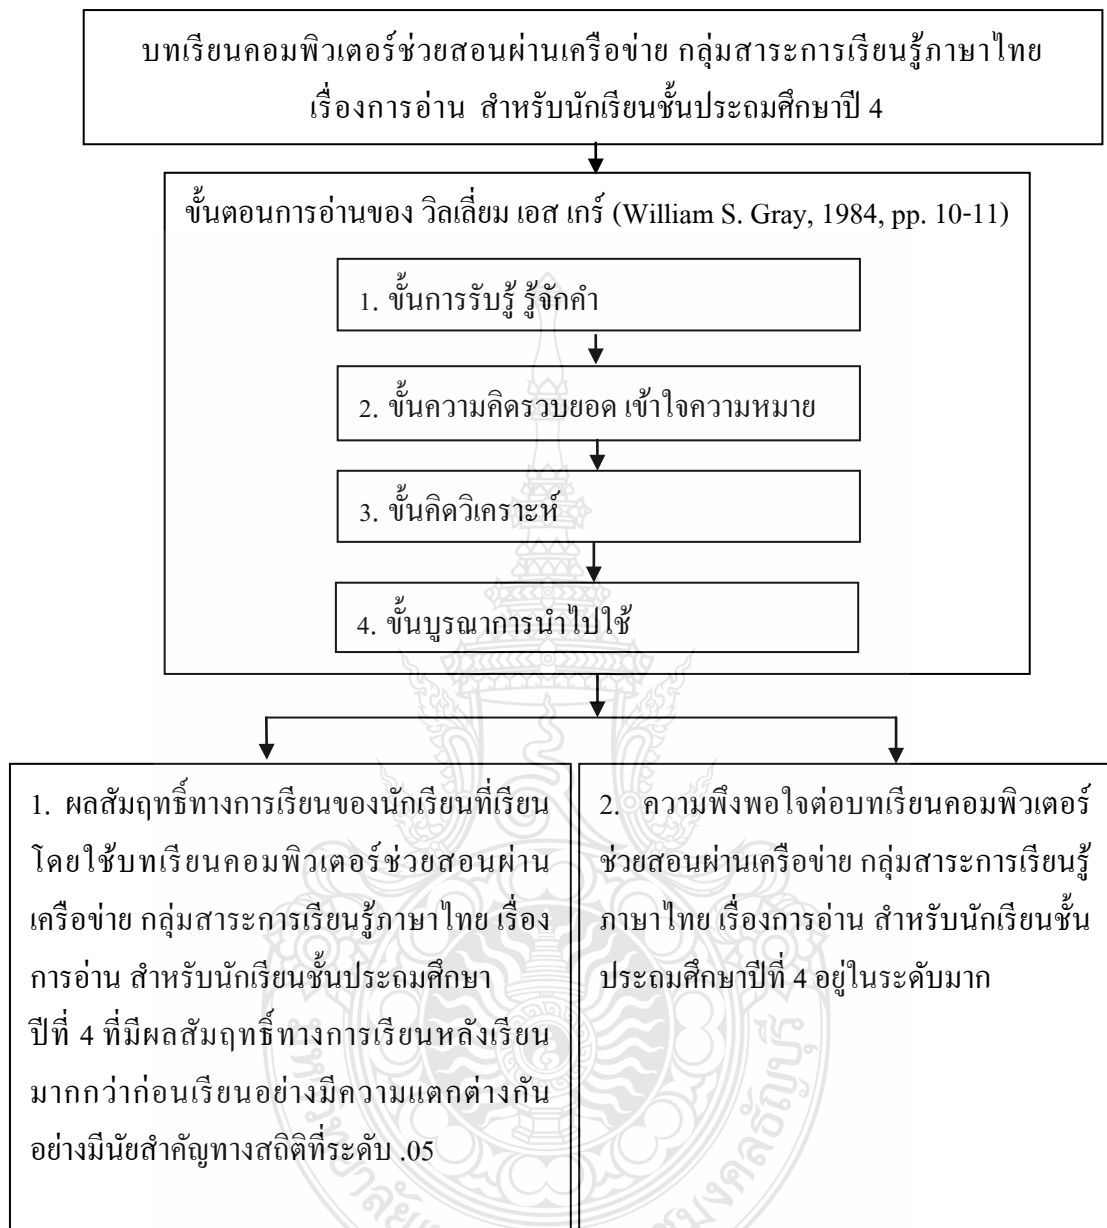 บทเรียนคอมพิวเตอร์ช่วยสอนผ่านเครือข่าย กลุ่มสาระการเรียนรู้ภาษาไทย
เรื่องการอ่าน สำหรับนักเรียนชั้นประถมศึกษาปี 4
ขั้นตอนการอ่านของ วิลเลี่ยม เอส เกร์ (William S. Gray, 1984, pp. 10-11)
1. ขั้นการรับรู้ รู้จักคำ
2. ขั้นความคิดรวบยอด เข้าใจความหมาย
3. ขั้นคิดวิเคราะห์
4. ขั้นบูรณาการนำไปใช้
1. ผลสัมฤทธิ์ทางการเรียนของนักเรียนที่เรียน
โดยใช้บทเรียนคอมพิวเตอร์ช่วยสอนผ่าน
เครือข่าย กลุ่มสาระการเรียนรู้ภาษาไทย เรื่อง
การอ่าน สำหรับนักเรียนชั้นประถมศึกษา
ปีที่ 4 ที่มีผลสัมฤทธิ์ทางการเรียนหลังเรียน
มากกว่าก่อนเรียนอย่างมีความแตกต่างกัน
อย่างมีนัยสำคัญทางสถิติที่ระดับ .05
2. ความพึงพอใจต่อบทเรียนคอมพิวเตอร์
ช่วยสอนผ่านเครือข่าย กลุ่มสาระการเรียนรู้
ภาษาไทย เรื่องการอ่าน สำหรับนักเรียนชั้น
ประถมศึกษาปีที่ 4 อยู่ในระดับมาก